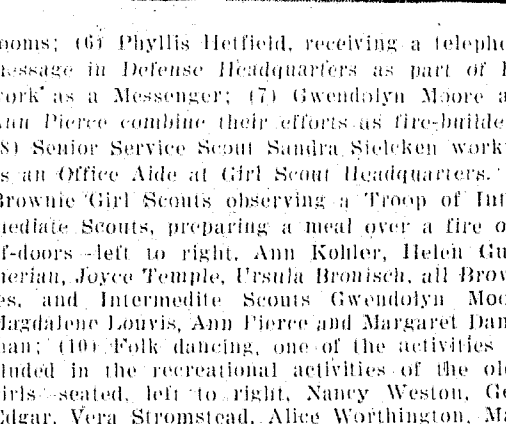 ooms; (6) Phyllis Hetfield, receiving a teleph
nessage in Defense Headquarters as part of
ork as a Messenger; (7) Gwendolyn Moore a
Ann Pierce combine their efforts as fire-builde
8) Senior Service Scout Sandra Sielcken work
s an Office Aide at Girl Scout Headquarters.
Brownie Girl Scouts observing a Troop of Int
nediate Scouts, preparing a meal over a fire o
f-doors—left to right, Ann Kohler, Helen Gu
nerian, Joyce Temple, Ursula Bronisch, all Brow
es, and Intermedite Scouts Gwendolyn Moo
Magdalene Louvis, Ann Pierce and Margaret Dan
nan; (10) Folk dancing, one of the activities
luded in the recreational activities of the ol
irls—seated, left to right, Nancy Weston, Ge
Edgar, Vera Stromstead, Alice Worthington, Ma